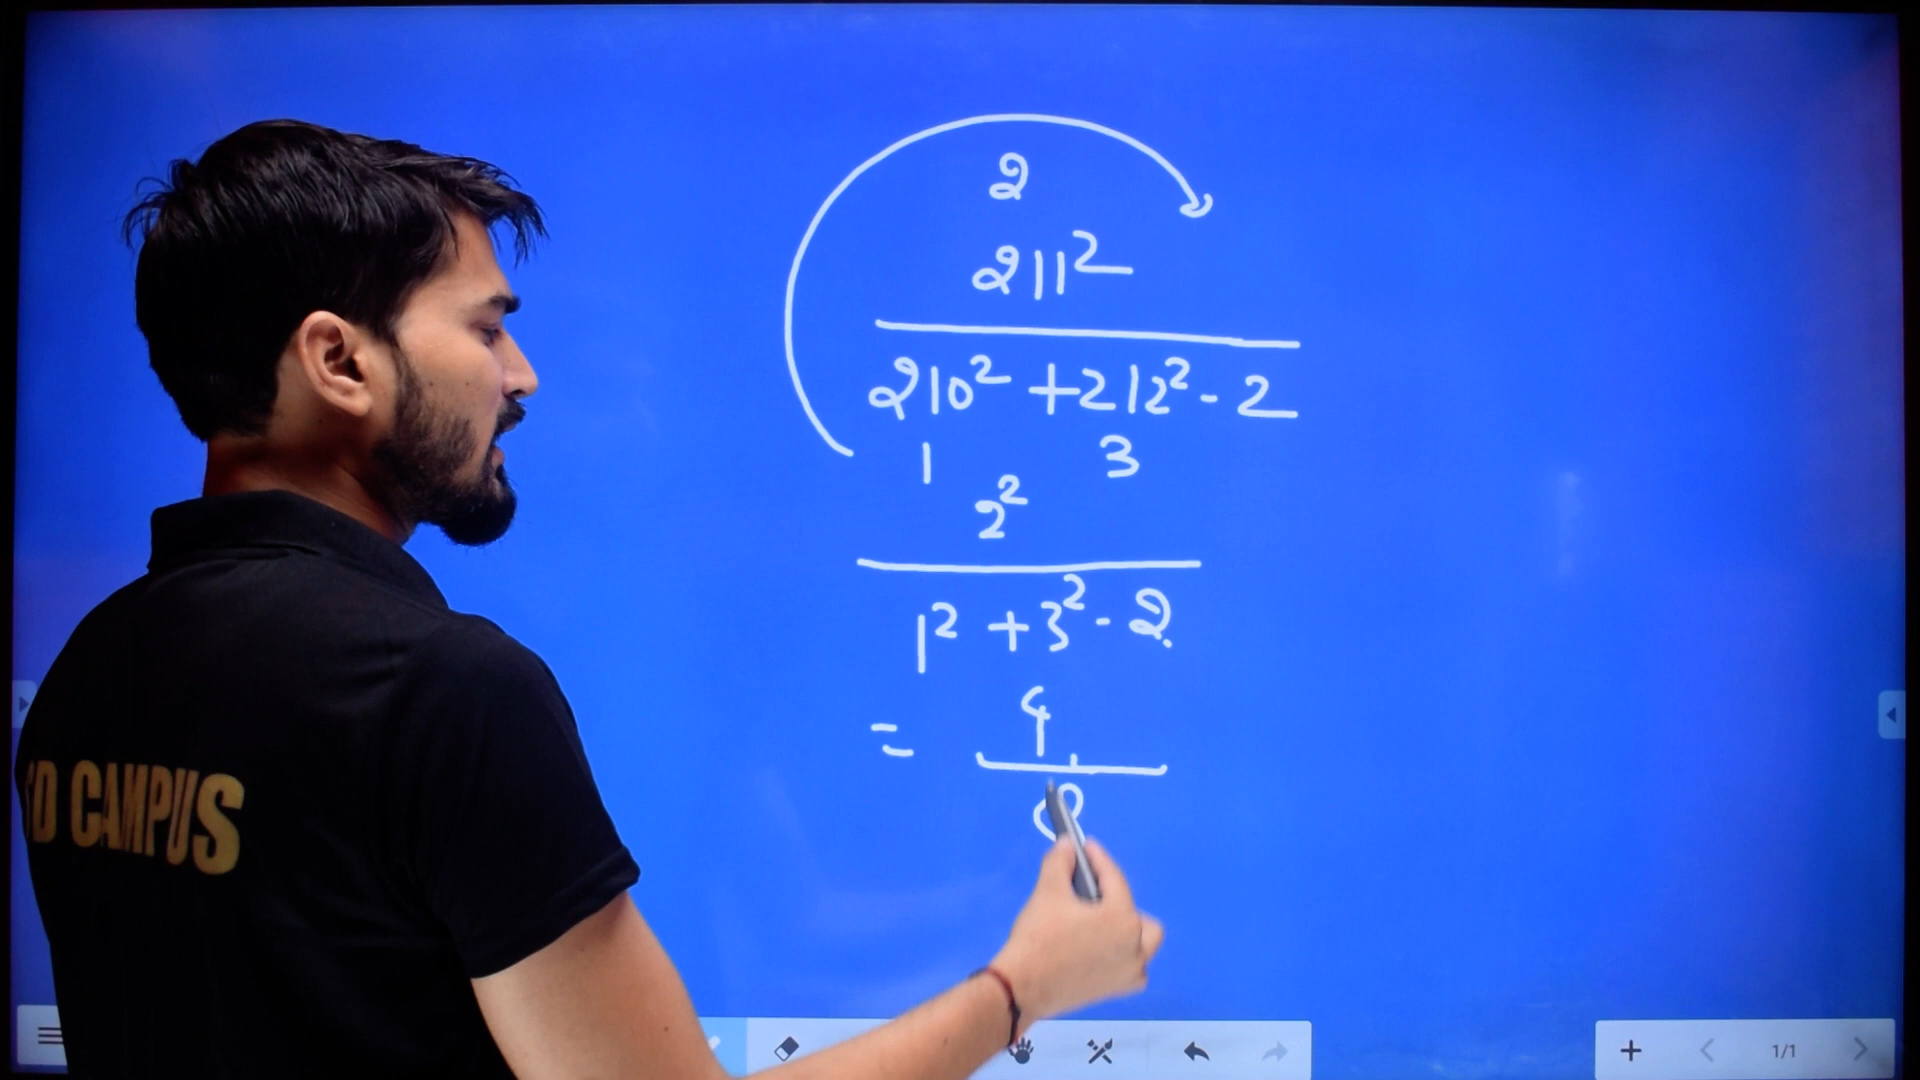 2
211²
210² + 212² - 2
1 3
2²
1² + 3² - 2
= 4
8
D CAMPUS
1/1